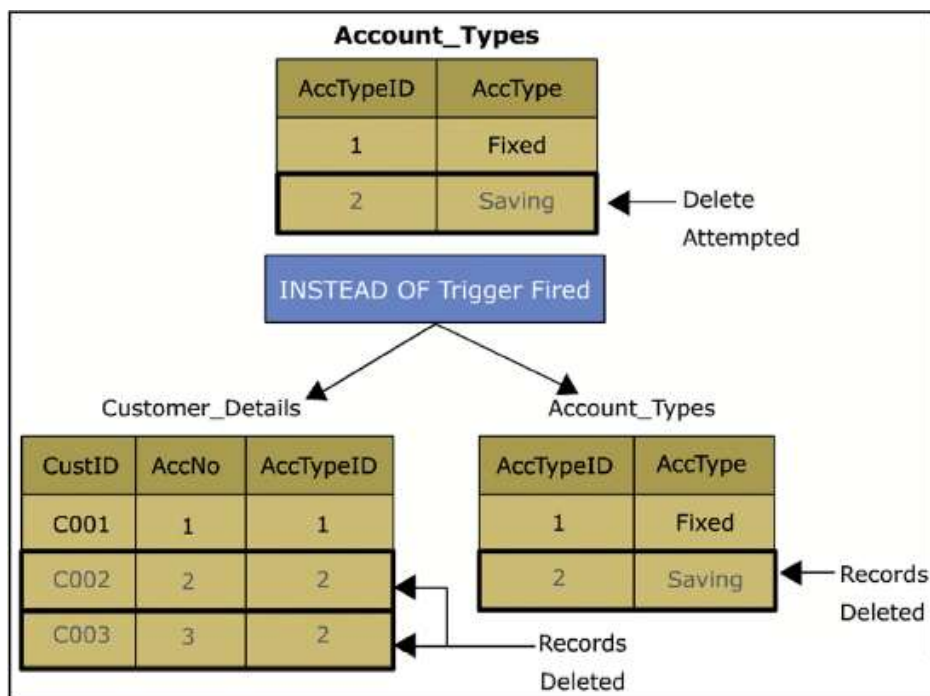 Account_Types
AccTypeID AccType
1 Fixed
2 Saving
Delete
Attempted
INSTEAD OF Trigger Fired
Customer_Details
CustID AccNo AccTypeID
C001 1 1
C002 2 2
C003 3 2
Records
Deleted
Account_Types
AccTypeID AccType
1 Fixed
2 Saving
Records
Deleted